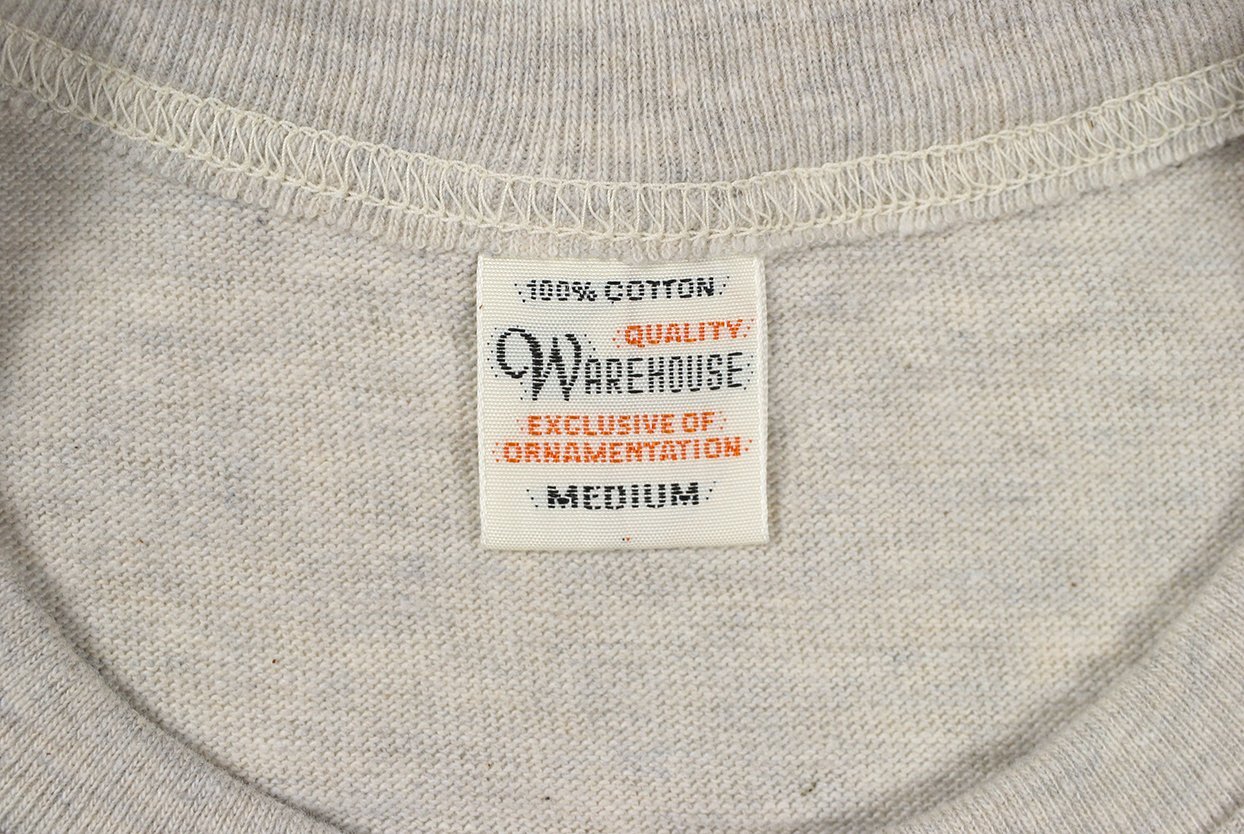 100% COTTON
QUALITY
WAREHOUSE
EXCLUSIVE OF
ORNAMENTATION
MEDIUM